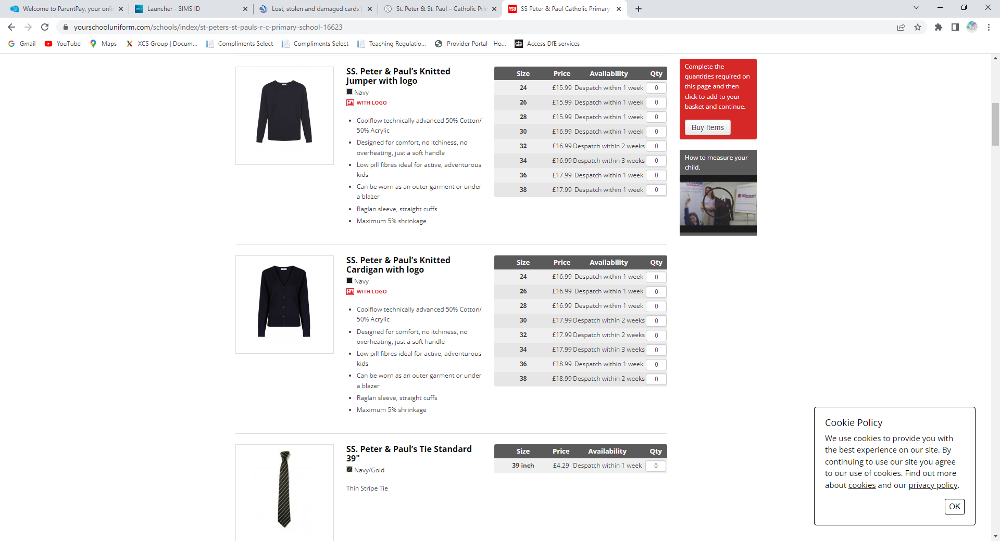 Welcome to ParentPay, your onli
Launcher - SIMS ID
Lost, stolen and damaged cards |
St. Peter & St. Paul – Catholic Prir
YSU SS Peter & Paul Catholic Primary
yourschooluniform.com/schools/index/st-peters-st-pauls-r-c-primary-school-16623
Gmail
YouTube
Maps
XCS Group | Docum...
Compliments Select
Compliments Select
Teaching Regulatio...
Provider Portal - Ho...
Access DfE services
SS. Peter & Paul’s Knitted
Jumper with logo
Navy
WITH LOGO
Coolflow technically advanced 50% Cotton/
50% Acrylic
Designed for comfort, no itchiness, no
overheating, just a soft handle
Low pill fibres ideal for active, adventurous
kids
Can be worn as an outer garment or under
a blazer
Raglan sleeve, straight cuffs
Maximum 5% shrinkage
Size Price Availability Qty
24 £15.99 Despatch within 1 week 0
26 £15.99 Despatch within 1 week 0
28 £15.99 Despatch within 1 week 0
30 £16.99 Despatch within 1 week 0
32 £16.99 Despatch within 2 weeks 0
34 £16.99 Despatch within 3 weeks 0
36 £17.99 Despatch within 1 week 0
38 £17.99 Despatch within 1 week 0
Complete the
quantities required on
this page and then
click to add to your
basket and continue.
Buy Items
How to measure your
child.
SS. Peter & Paul’s Knitted
Cardigan with logo
Navy
WITH LOGO
Coolflow technically advanced 50% Cotton/
50% Acrylic
Designed for comfort, no itchiness, no
overheating, just a soft handle
Low pill fibres ideal for active, adventurous
kids
Can be worn as an outer garment or under
a blazer
Raglan sleeve, straight cuffs
Maximum 5% shrinkage
Size Price Availability Qty
24 £16.99 Despatch within 1 week 0
26 £16.99 Despatch within 1 week 0
28 £16.99 Despatch within 1 week 0
30 £17.99 Despatch within 2 weeks 0
32 £17.99 Despatch within 2 weeks 0
34 £17.99 Despatch within 3 weeks 0
36 £18.99 Despatch within 1 week 0
38 £18.99 Despatch within 2 weeks 0
SS. Peter & Paul’s Tie Standard
39"
Navy/Gold
Thin Stripe Tie
Size Price Availability Qty
39 inch £4.29 Despatch within 1 week 0
Cookie Policy
We use cookies to provide you with
the best experience on our site. By
continuing to use our site you agree
to our use of cookies. Find out more
about cookies and our privacy policy.
OK